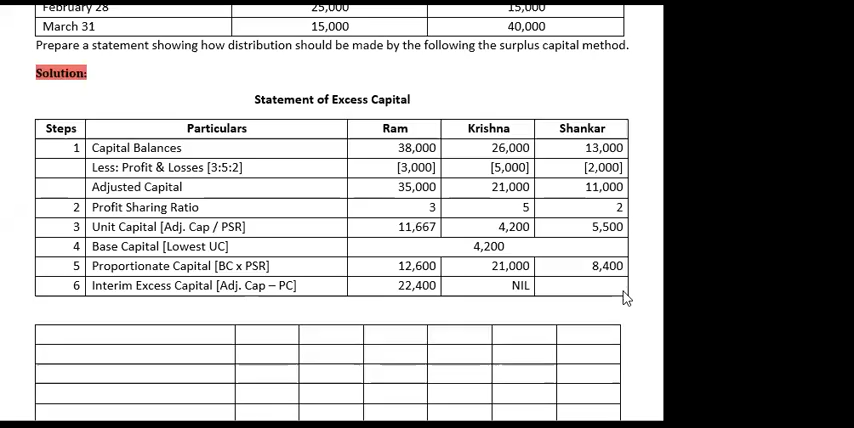 February 28 25,000 15,000
March 31 15,000 40,000
Prepare a statement showing how distribution should be made by the following the surplus capital method.
Solution:
Statement of Excess Capital
Steps Particulars Ram Krishna Shankar
1 Capital Balances 38,000 26,000 13,000
Less: Profit & Losses [3:5:2] [3,000] [5,000] [2,000]
Adjusted Capital 35,000 21,000 11,000
2 Profit Sharing Ratio 3 5 2
3 Unit Capital [Adj. Cap / PSR] 11,667 4,200 5,500
4 Base Capital [Lowest UC] 4,200
5 Proportionate Capital [BC x PSR] 12,600 21,000 8,400
6 Interim Excess Capital [Adj. Cap – PC] 22,400 NIL